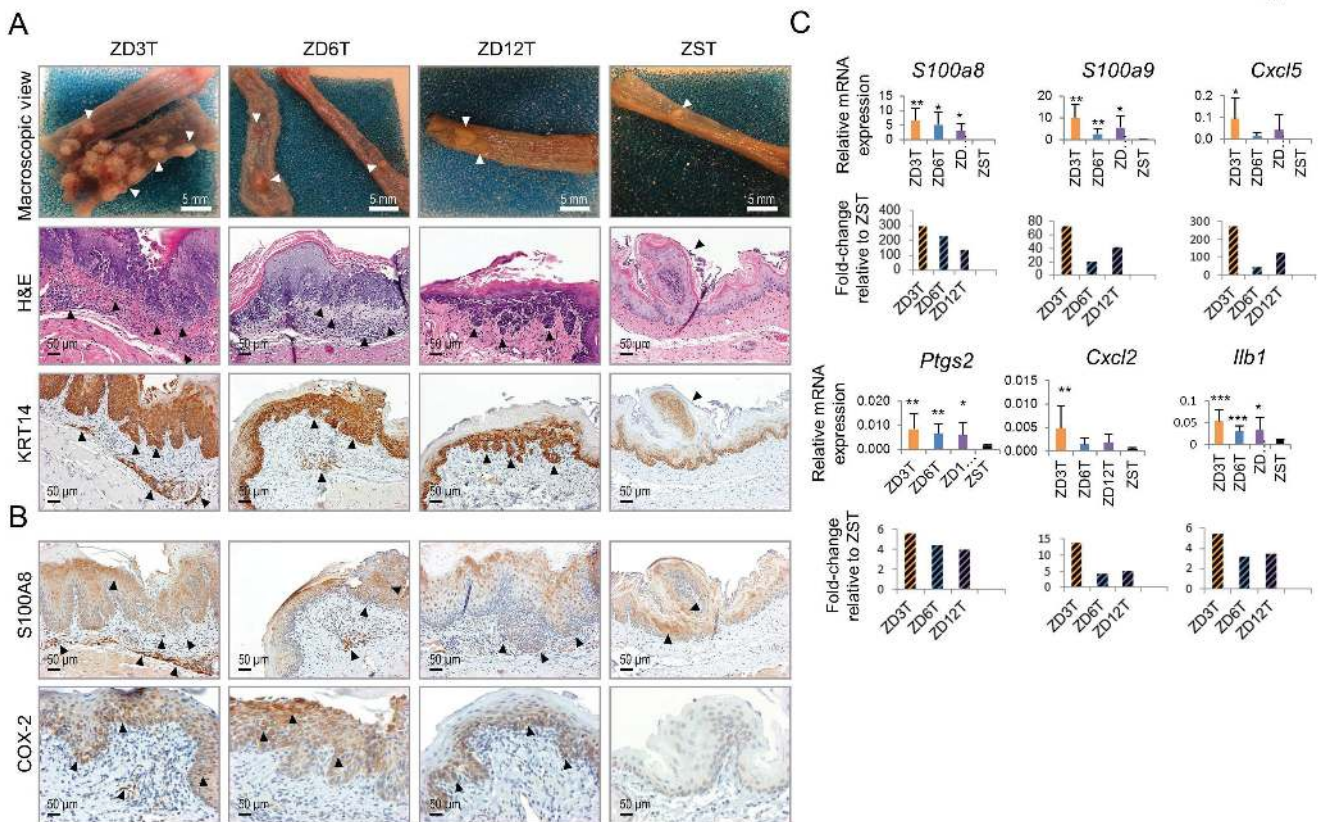 A
ZD3T ZD6T ZD12T ZST
Macroscopic view
5 mm 5 mm 5 mm 5 mm
H&E
50 µm 50 µm 50 µm 50 µm
KRT14
50 µm 50 µm 50 µm 50 µm
B
S100A8
50 µm 50 µm 50 µm 50 µm
COX-2
50 µm 50 µm 50 µm 50 µm
C
S100a8 S100a9 Cxcl5
Relative mRNA
expression
15 10 5 0
** * *
ZD3T ZD6T ZD... ZST
20 10 0
** ** *
ZD3T ZD6T ZD... ZST
0.2 0.1 0.0
*
ZD3T ZD6T ZD... ZST
Fold-change
relative to ZST
400 300 200 100 0
ZD3T ZD6T ZD12T
80 60 40 20 0
ZD3T ZD6T ZD12T
300 200 100 0
ZD3T ZD6T ZD12T
Ptgs2 Cxcl2 Ilb1
Relative mRNA
expression
0.020 0.010 0.000
** ** *
ZD3T ZD6T ZD1... ZST
0.015 0.010 0.005 0.000
**
ZD3T ZD6T ZD12T ZST
0.1 0.05 0
*** *** *
ZD3T ZD6T ZD... ZST
Fold-change
relative to ZST
6 4 2 0
ZD3T ZD6T ZD12T
15 10 5 0
ZD3T ZD6T ZD12T
6 4 2 0
ZD3T ZD6T ZD12T